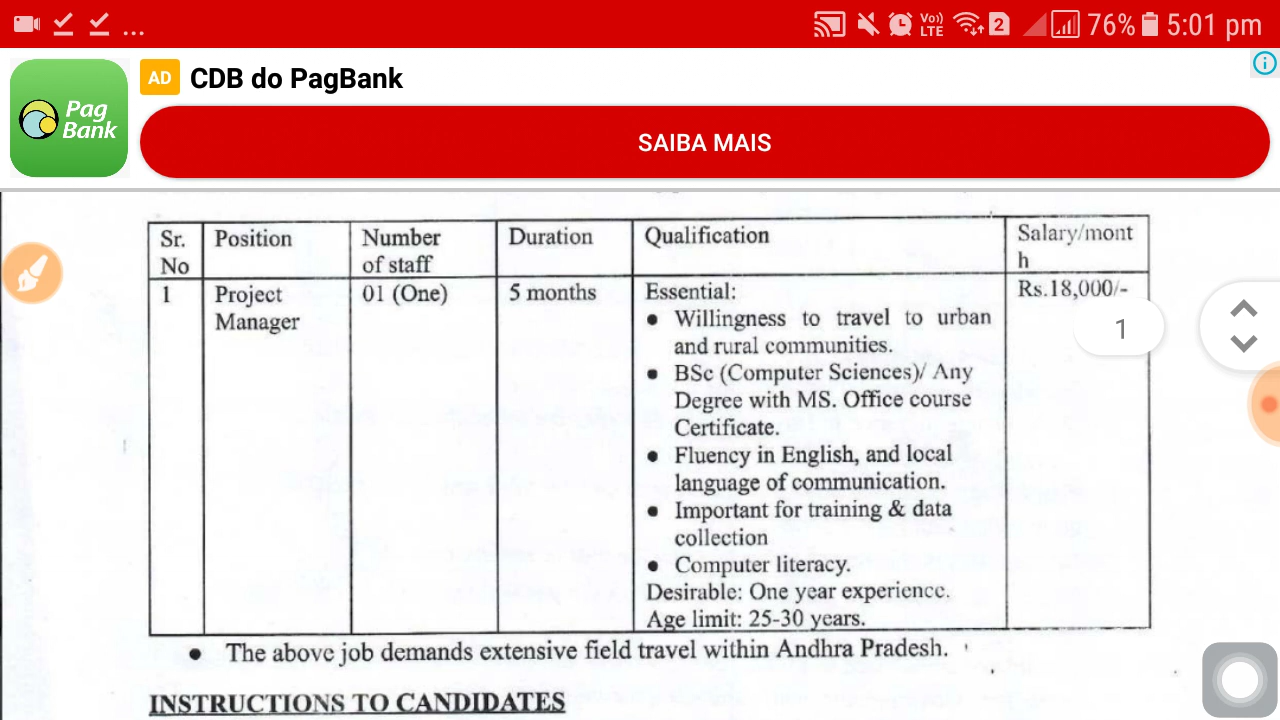 ... Vo)) LTE 2 76% 5:01 pm
Pag
Bank
AD CDB do PagBank
SAIBA MAIS
Sr.
No
Position
Number
of staff
Duration
Qualification
Salary/mont
h
1
Project
Manager
01 (One)
5 months
Essential:
● Willingness to travel to urban
and rural communities.
● BSc (Computer Sciences)/ Any
Degree with MS. Office course
Certificate.
● Fluency in English, and local
language of communication.
● Important for training & data
collection
● Computer literacy.
Desirable: One year experience.
Age limit: 25-30 years.
Rs.18,000/-
1
● The above job demands extensive field travel within Andhra Pradesh.
INSTRUCTIONS TO CANDIDATES